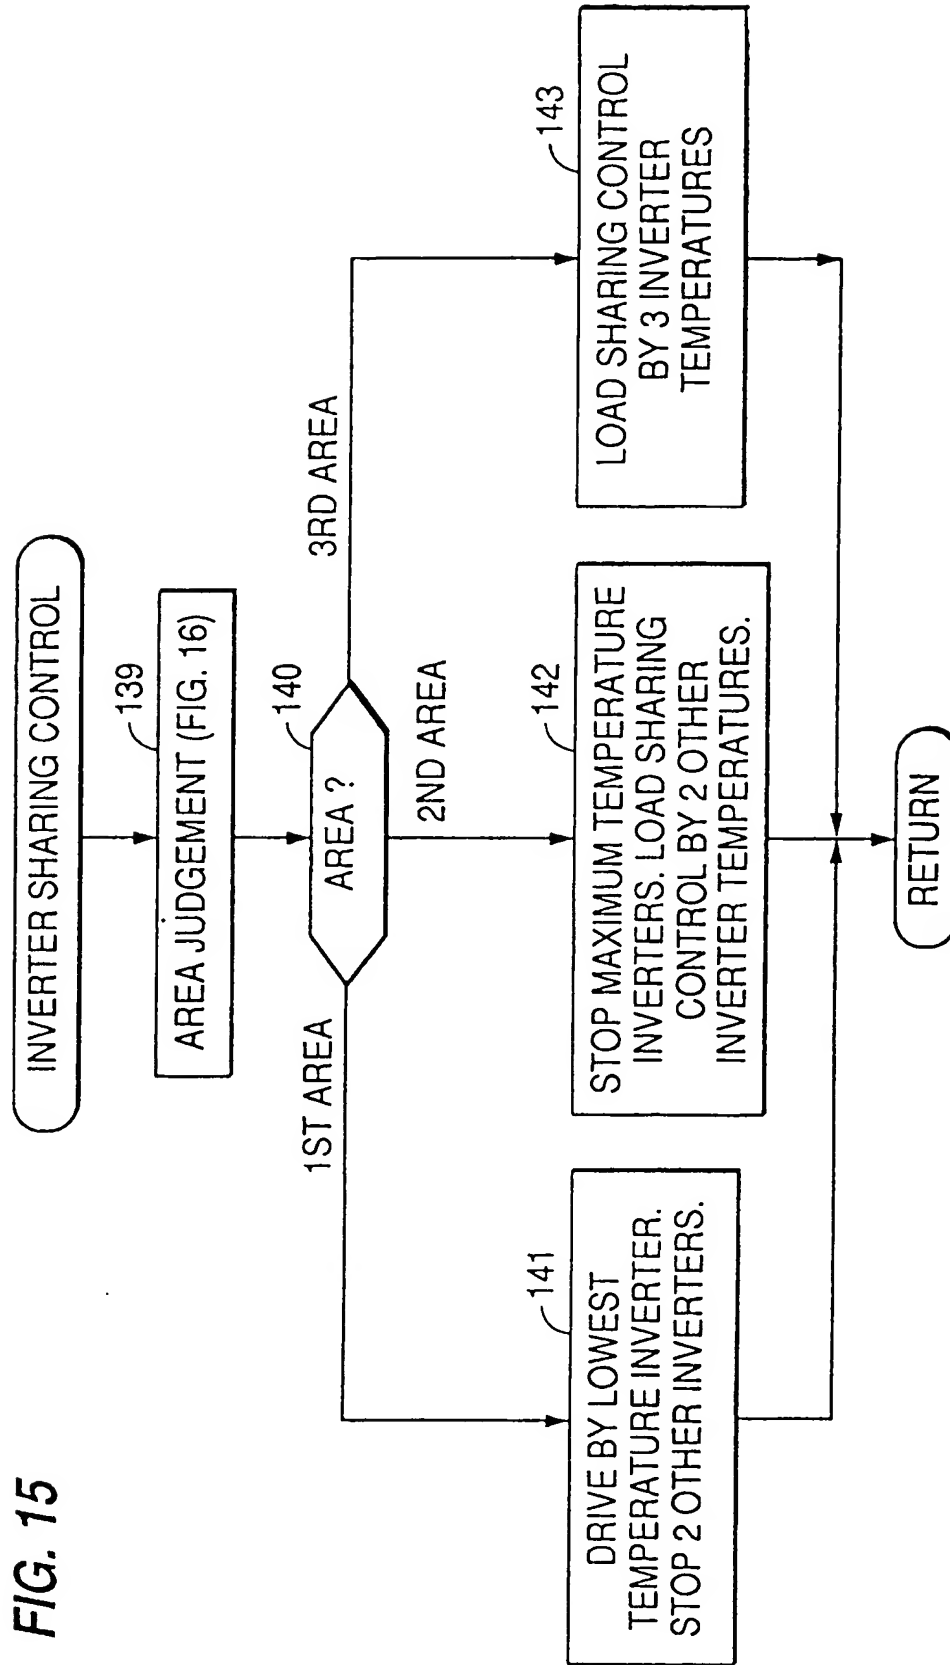 FIG. 15
INVERTER SHARING CONTROL
139
AREA JUDGEMENT (FIG. 16)
140
AREA ?
1ST AREA
2ND AREA
3RD AREA
141
DRIVE BY LOWEST
TEMPERATURE INVERTER.
STOP 2 OTHER INVERTERS.
142
STOP MAXIMUM TEMPERATURE
INVERTERS. LOAD SHARING
CONTROL BY 2 OTHER
INVERTER TEMPERATURES.
143
LOAD SHARING CONTROL
BY 3 INVERTER
TEMPERATURES
RETURN